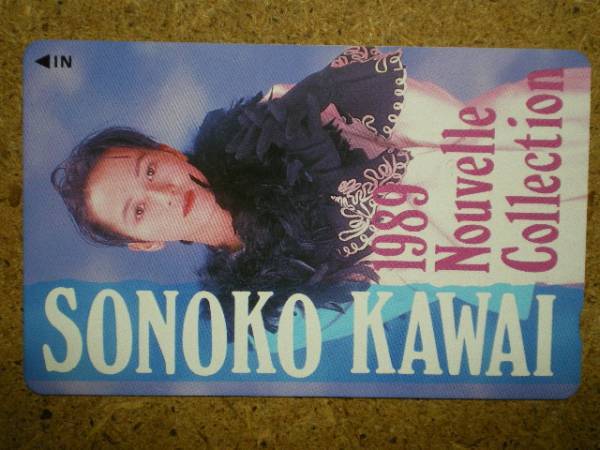 ◀IN
1989
Nouvelle
Collection
SONOKO KAWAI